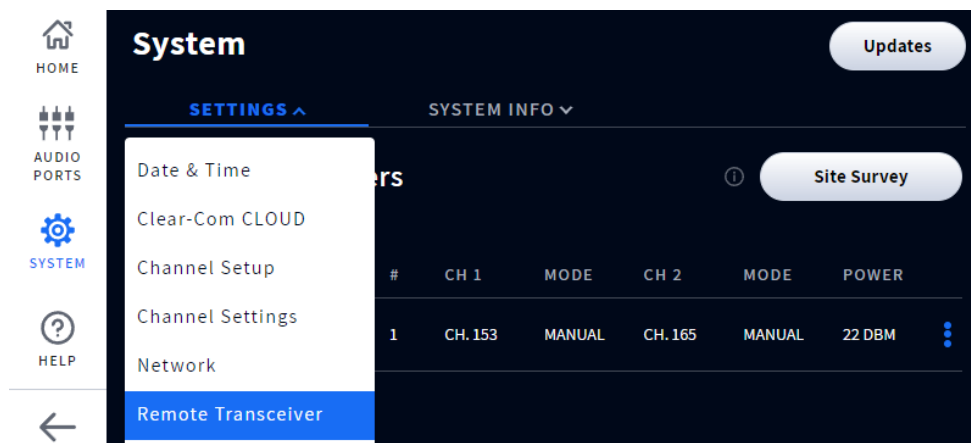 HOME
AUDIO
PORTS
SYSTEM
HELP
System
Updates
SETTINGS
SYSTEM INFO
Date & Time
Clear-Com CLOUD
Channel Setup
Channel Settings
Network
Remote Transceiver
rs
Site Survey
# CH 1 MODE CH 2 MODE POWER
1 CH. 153 MANUAL CH. 165 MANUAL 22 DBM